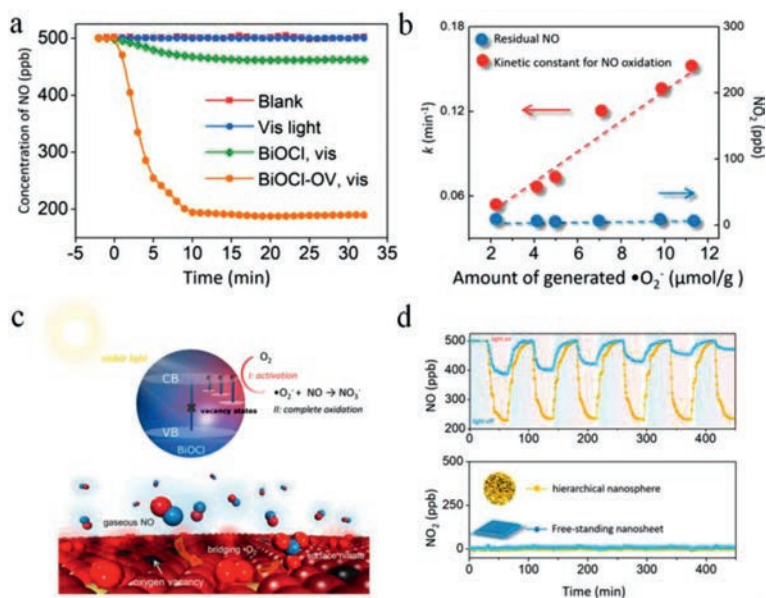 a
Concentration of NO (ppb)
500
400
300
200
Blank
Vis light
BiOCl, vis
BiOCl-OV, vis
-5 0 5 10 15 20 25 30 35
Time (min)
b
k (min⁻¹)
0.18
0.12
0.06
Residual NO
Kinetic constant for NO oxidation
300
200
100
0
NO₂ (ppb)
2 4 6 8 10 12
Amount of generated •O₂⁻ (μmol/g )
c
visible light
CB
VB
BiOCl
vacancy states
O₂
I: activation
•O₂⁻+ NO → NO₃⁻
II: complete oxidation
gaseous NO
bridging •O₂⁻
surface nitrate
oxygen vacancy
d
NO (ppb)
500
400
300
200
light on
light off
0 100 200 300 400
NO₂ (ppb)
500
250
0
hierarchical nanosphere
Free-standing nanosheet
0 100 200 300 400
Time (min)